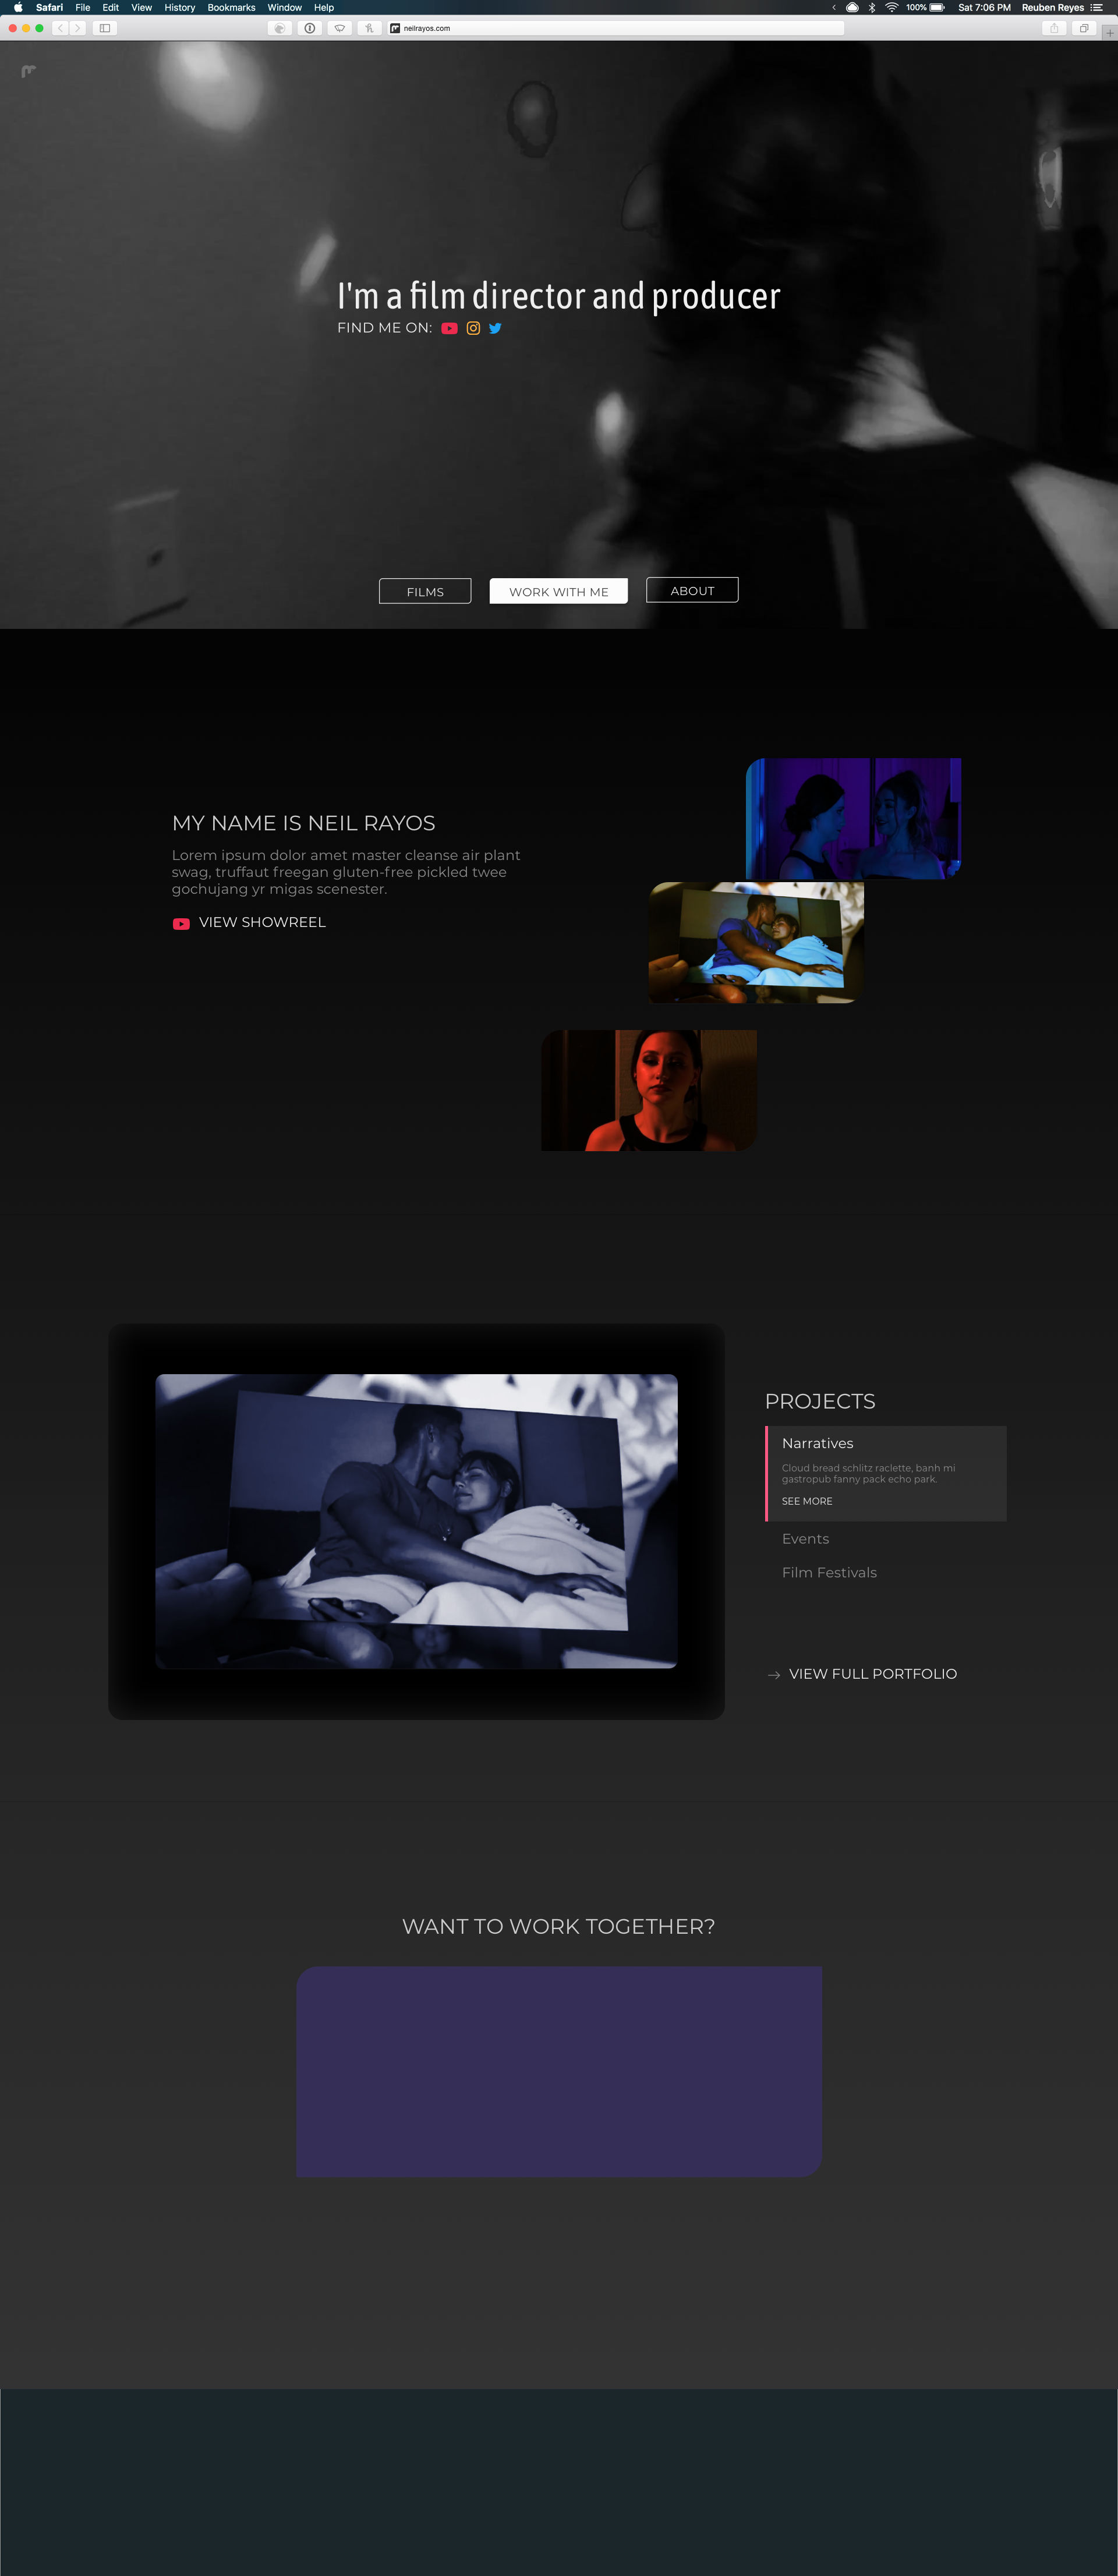 Safari File Edit View History Bookmarks Window Help 100% Sat 7:06 PM Reuben Reyes
neilrayos.com
I'm a film director and producer
FIND ME ON:
FILMS WORK WITH ME ABOUT
MY NAME IS NEIL RAYOS
Lorem ipsum dolor amet master cleanse air plant
swag, truffaut freegan gluten-free pickled twee
gochujang yr migas scenester.
VIEW SHOWREEL
PROJECTS
Narratives
Cloud bread schlitz raclette, banh mi
gastropub fanny pack echo park.
SEE MORE
Events
Film Festivals
VIEW FULL PORTFOLIO
WANT TO WORK TOGETHER?